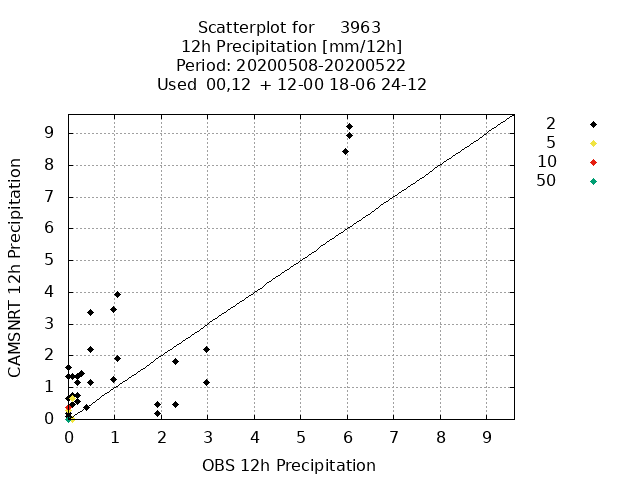 Scatterplot for 3963
12h Precipitation [mm/12h]
Period: 20200508-20200522
Used 00,12 + 12-00 18-06 24-12
2
5
10
50
CAMSNRT 12h Precipitation
9
8
7
6
5
4
3
2
1
0
0 1 2 3 4 5 6 7 8 9
OBS 12h Precipitation